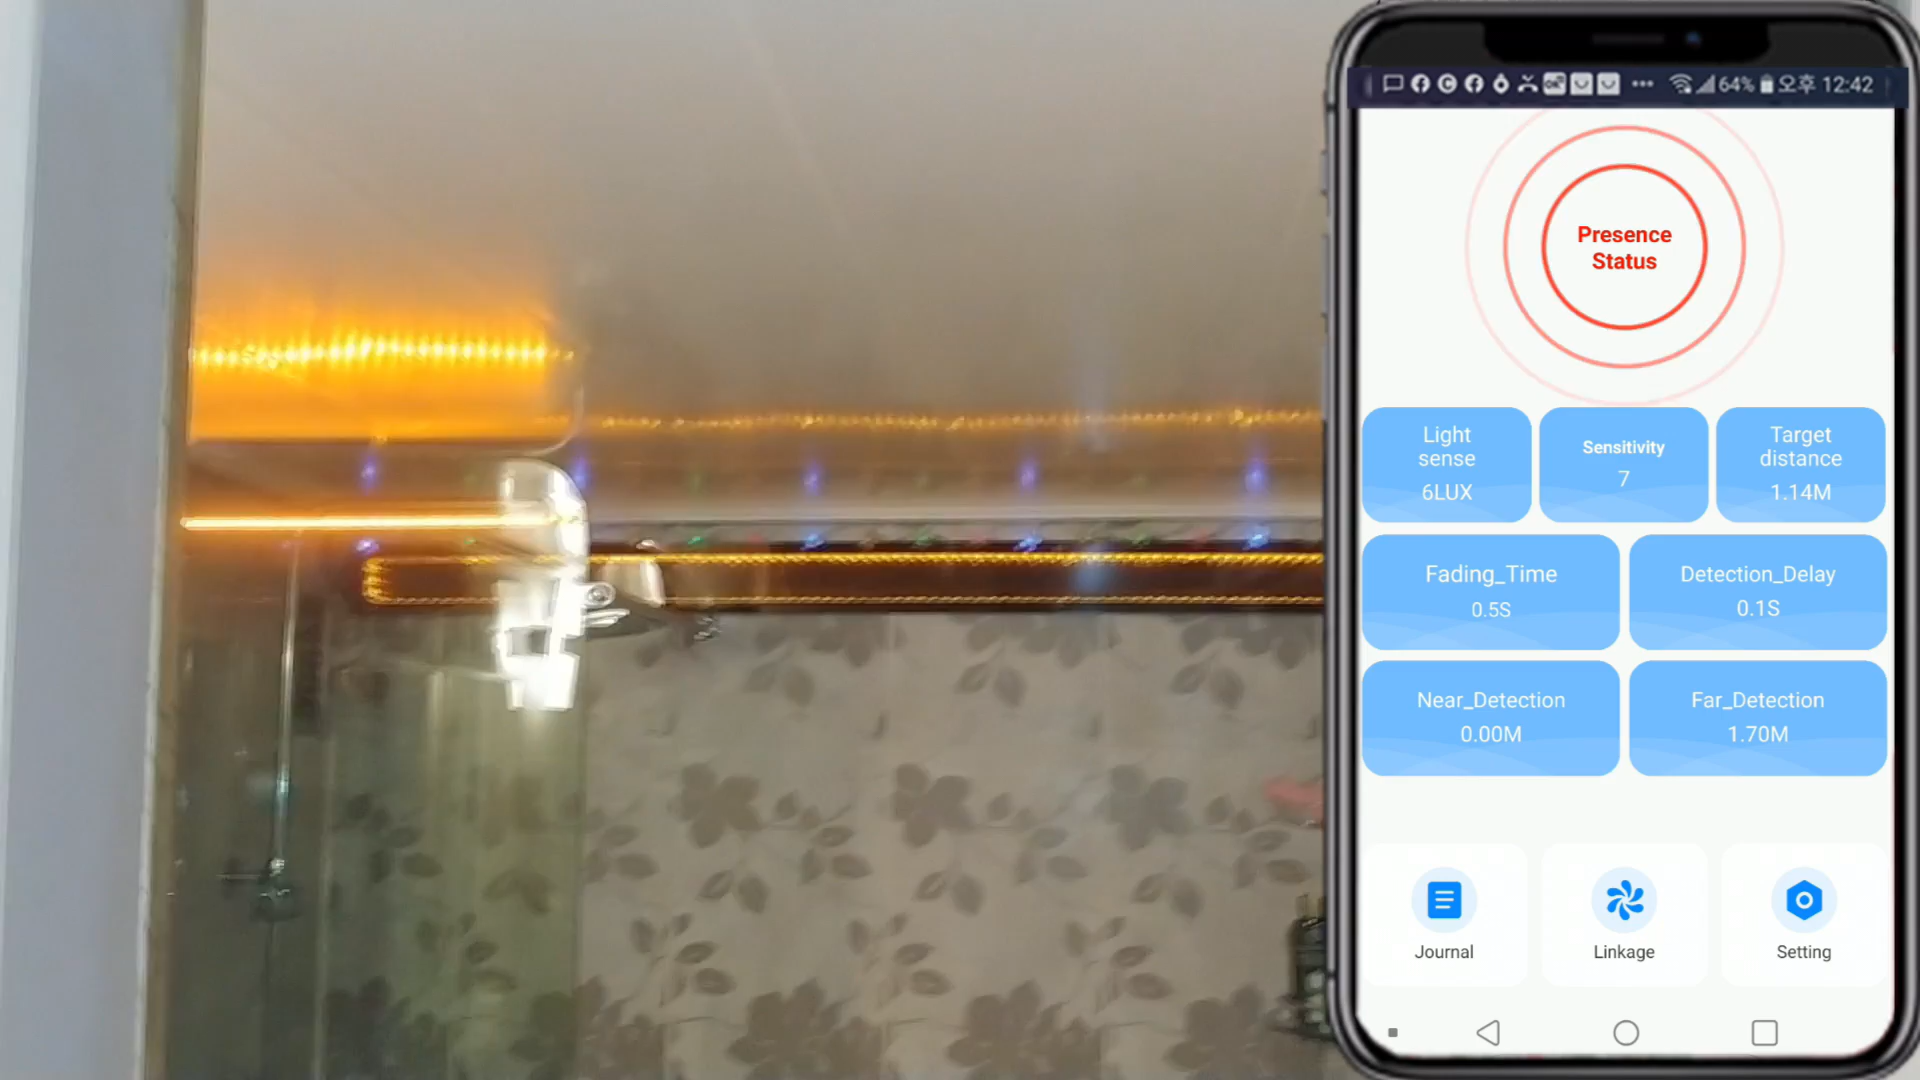 64% 오후 12:42
Presence
Status
Light
sense
6LUX
Sensitivity
7
Target
distance
1.14M
Fading_Time
0.5S
Detection_Delay
0.1S
Near_Detection
0.00M
Far_Detection
1.70M
Journal
Linkage
Setting